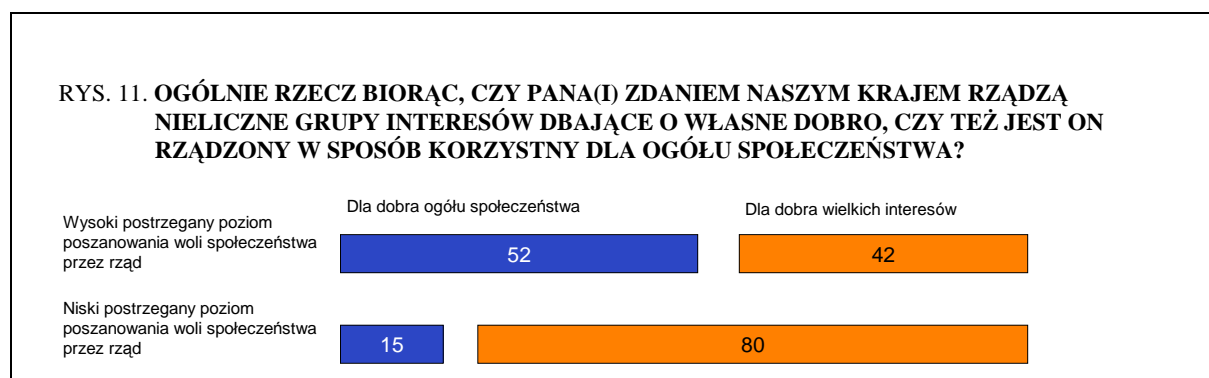 RYS. 11. OGÓLNIE RZECZ BIORĄC, CZY PANA(I) ZDANIEM NASZYM KRAJEM RZĄDZĄ
NIELICZNE GRUPY INTERESÓW DBAJĄCE O WŁASNE DOBRO, CZY TEŻ JEST ON
RZĄDZONY W SPOSÓB KORZYSTNY DLA OGÓŁU SPOŁECZEŃSTWA?
Dla dobra ogółu społeczeństwa
Dla dobra wielkich interesów
Wysoki postrzegany poziom
poszanowania woli społeczeństwa
przez rząd
52
42
Niski postrzegany poziom
poszanowania woli społeczeństwa
przez rząd
15
80